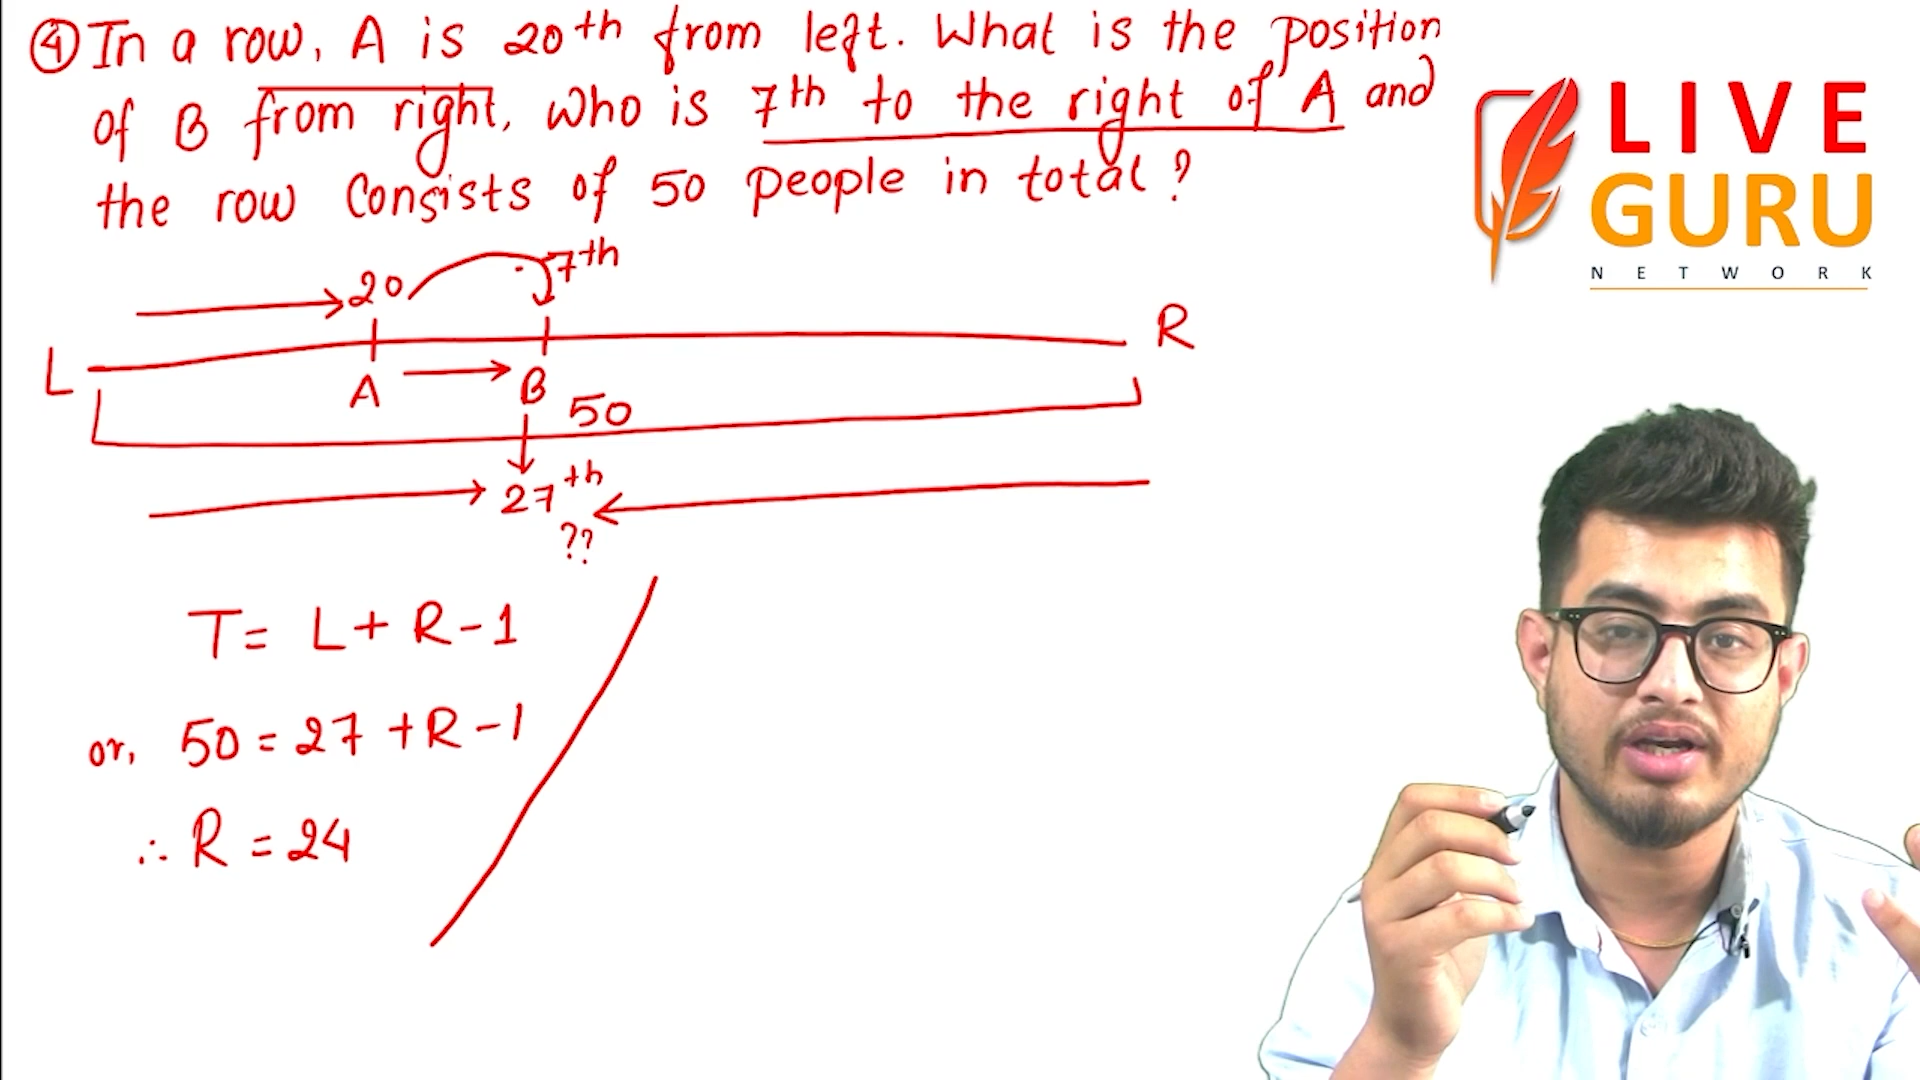 ④ In a row, A is 20th from left. What is the position
of B from right, who is 7th to the right of A and
the row consists of 50 people in total?
LIVE
GURU
NETWORK
20 7th
L A B R
50
27th
??
T = L + R - 1
or, 50 = 27 + R - 1
∴ R = 24